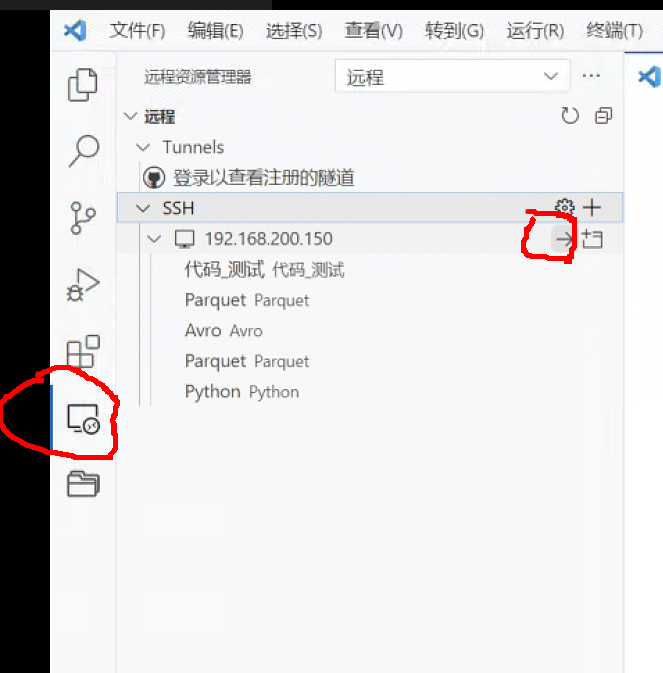 文件(F) 编辑(E) 选择(S) 查看(V) 转到(G) 运行(R) 终端(T)
远程资源管理器 远程
远程
Tunnels
登录以查看注册的隧道
SSH
192.168.200.150
代码_测试 代码_测试
Parquet Parquet
Avro Avro
Parquet Parquet
Python Python